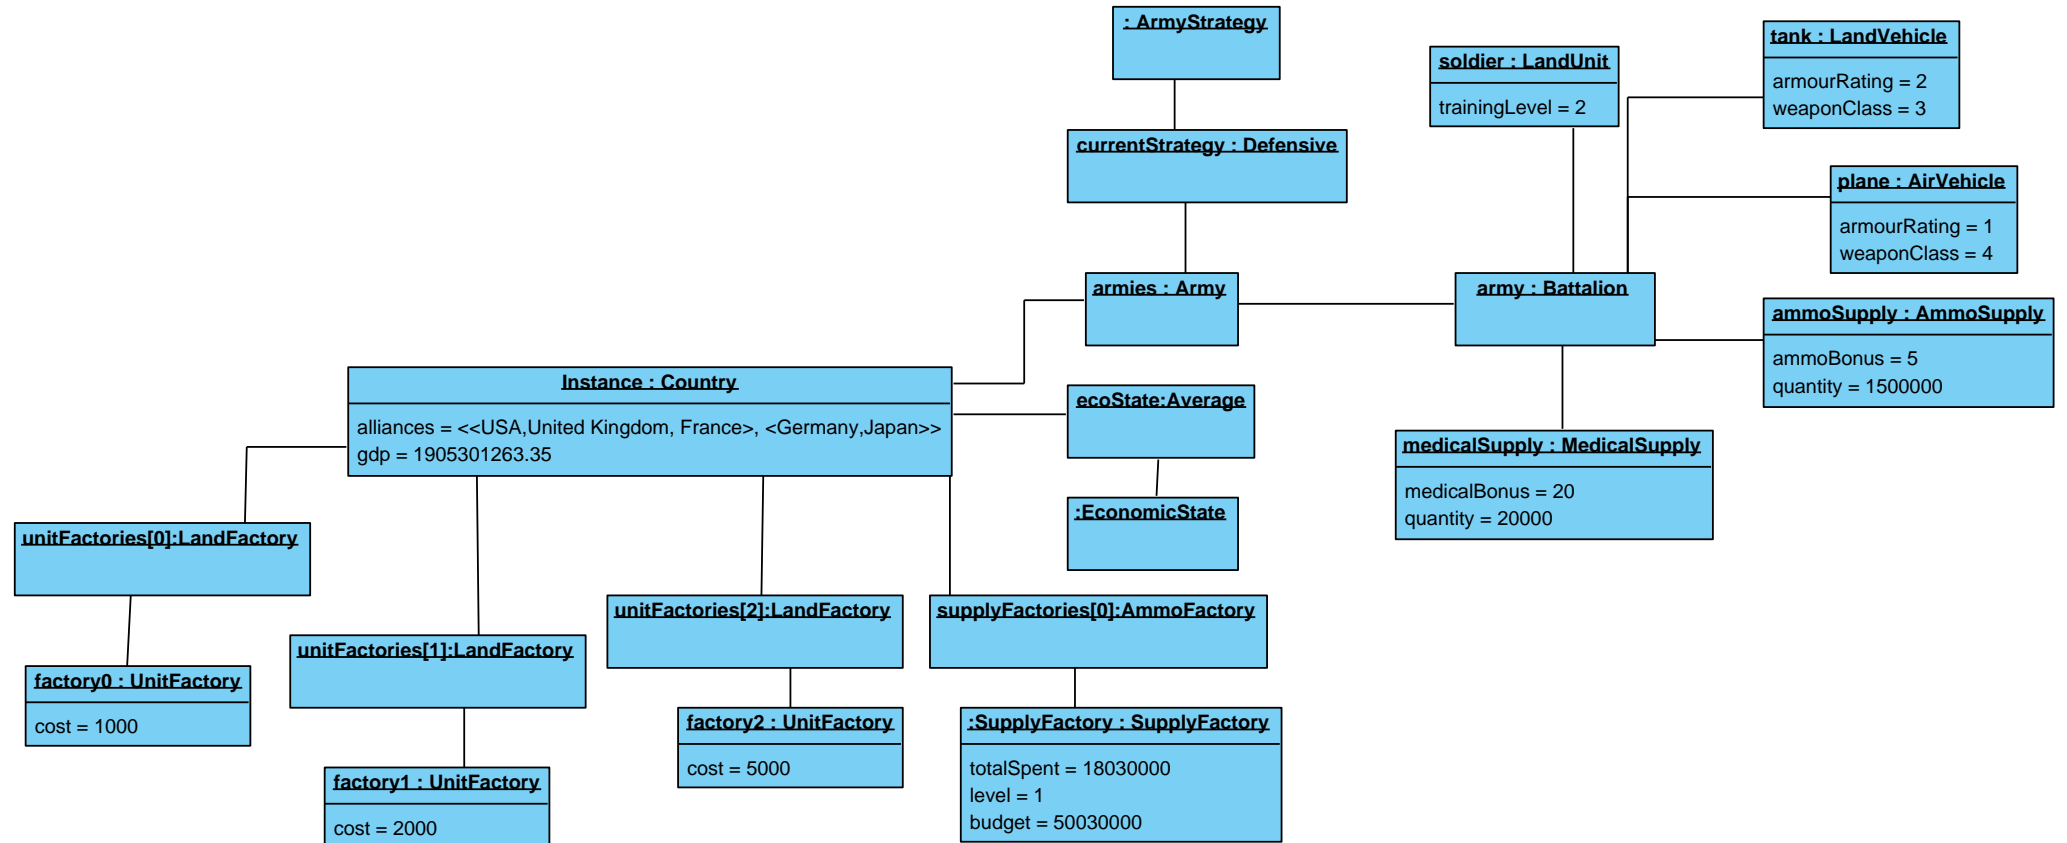 : ArmyStrategy
currentStrategy : Defensive
armies : Army
soldier : LandUnit
trainingLevel = 2
tank : LandVehicle
armourRating = 2
weaponClass = 3
plane : AirVehicle
armourRating = 1
weaponClass = 4
army : Battalion
ammoSupply : AmmoSupply
ammoBonus = 5
quantity = 1500000
medicalSupply : MedicalSupply
medicalBonus = 20
quantity = 20000
Instance : Country
alliances = <<USA,United Kingdom, France>, <Germany,Japan>>
gdp = 1905301263.35
ecoState:Average
:EconomicState
unitFactories[0]:LandFactory
factory0 : UnitFactory
cost = 1000
unitFactories[1]:LandFactory
factory1 : UnitFactory
cost = 2000
unitFactories[2]:LandFactory
factory2 : UnitFactory
cost = 5000
supplyFactories[0]:AmmoFactory
:SupplyFactory : SupplyFactory
totalSpent = 18030000
level = 1
budget = 50030000